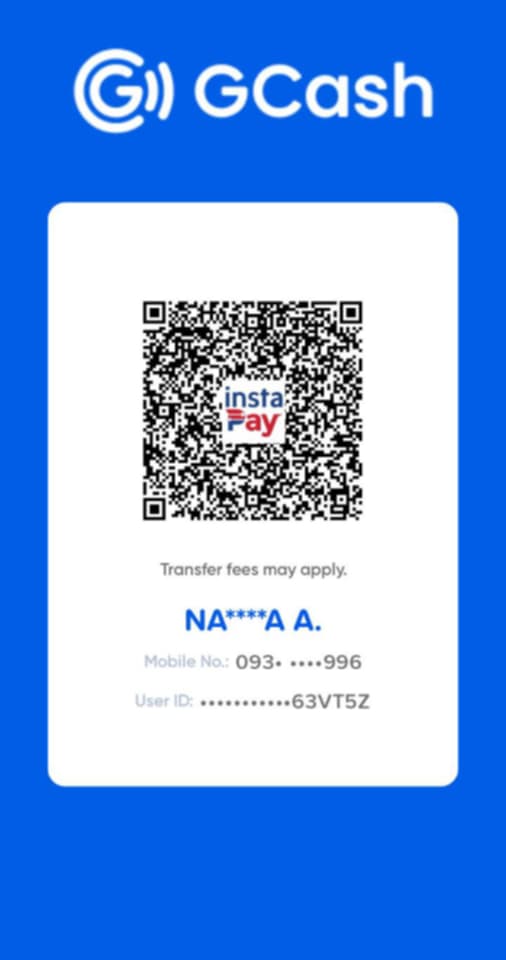 GCash
insta
Pay
Transfer fees may apply.
NA****A A.
Mobile No.: 093• ••••996
User ID: •••••••••••63VT5Z